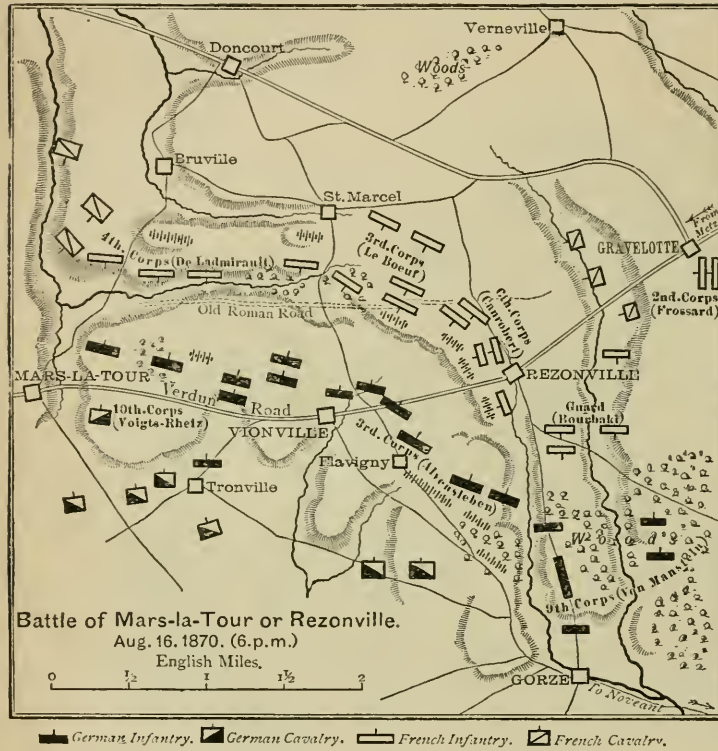 Verneville
Doncourt
Woods
Bruville
St. Marcel
From
Metz
GRAVELOTTE
4th. Corps (De Ladmirault)
3rd. Corps
(Le Boeuf)
6th. Corps
(Canrobert)
2nd. Corps
(Frossard)
Old Roman Road
MARS-LA-TOUR
Verdun Road
REZONVILLE
10th. Corps
(Voigts-Rhetz)
VIONVILLE
Guard
(Bourbaki)
3rd. Corps (Alvensleben)
Flavigny
Tronville
Woods
9th Corps (Von Manstein)
Battle of Mars-la-Tour or Rezonville.
Aug. 16. 1870. (6.p.m.)
English Miles.
0 1/2 1 1 1/2 2
GORZE
To Noveant
German Infantry. German Cavalry. French Infantry. French Cavalry.